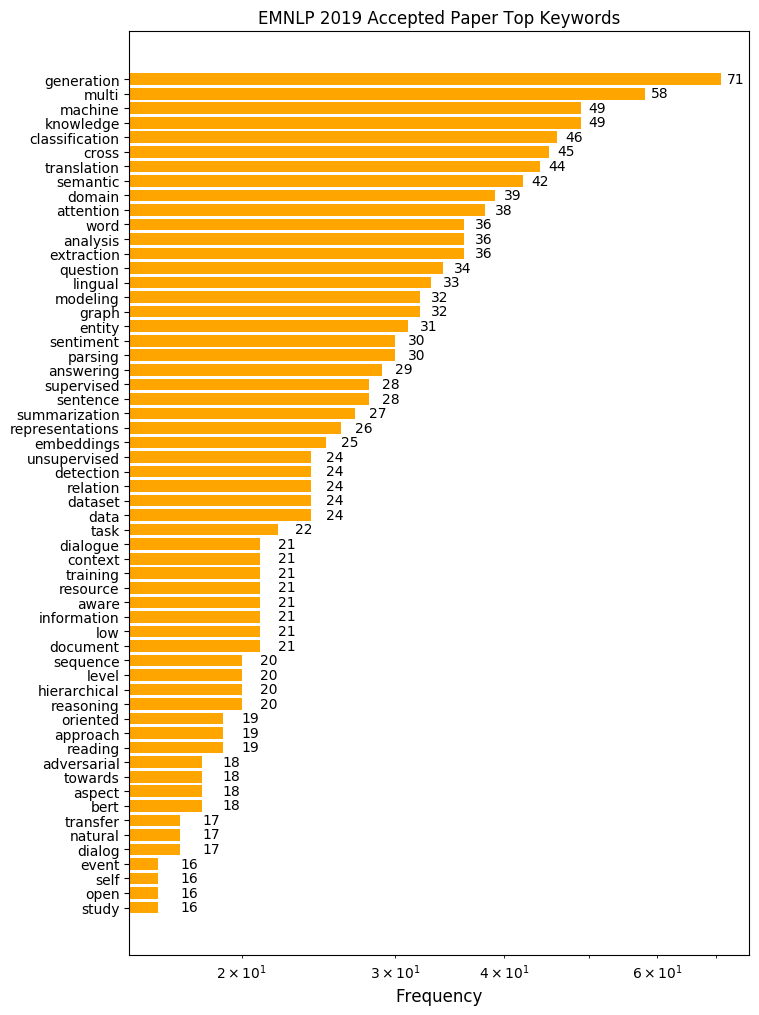 EMNLP 2019 Accepted Paper Top Keywords
generation 71
multi 58
machine 49
knowledge 49
classification 46
cross 45
translation 44
semantic 42
domain 39
attention 38
word 36
analysis 36
extraction 36
question 34
lingual 33
modeling 32
graph 32
entity 31
sentiment 30
parsing 30
answering 29
supervised 28
sentence 28
summarization 27
representations 26
embeddings 25
unsupervised 24
detection 24
relation 24
dataset 24
data 24
task 22
dialogue 21
context 21
training 21
resource 21
aware 21
information 21
low 21
document 21
sequence 20
level 20
hierarchical 20
reasoning 20
oriented 19
approach 19
reading 19
adversarial 18
towards 18
aspect 18
bert 18
transfer 17
natural 17
dialog 17
event 16
self 16
open 16
study 16
2 × 10¹ 3 × 10¹ 4 × 10¹ 6 × 10¹
Frequency